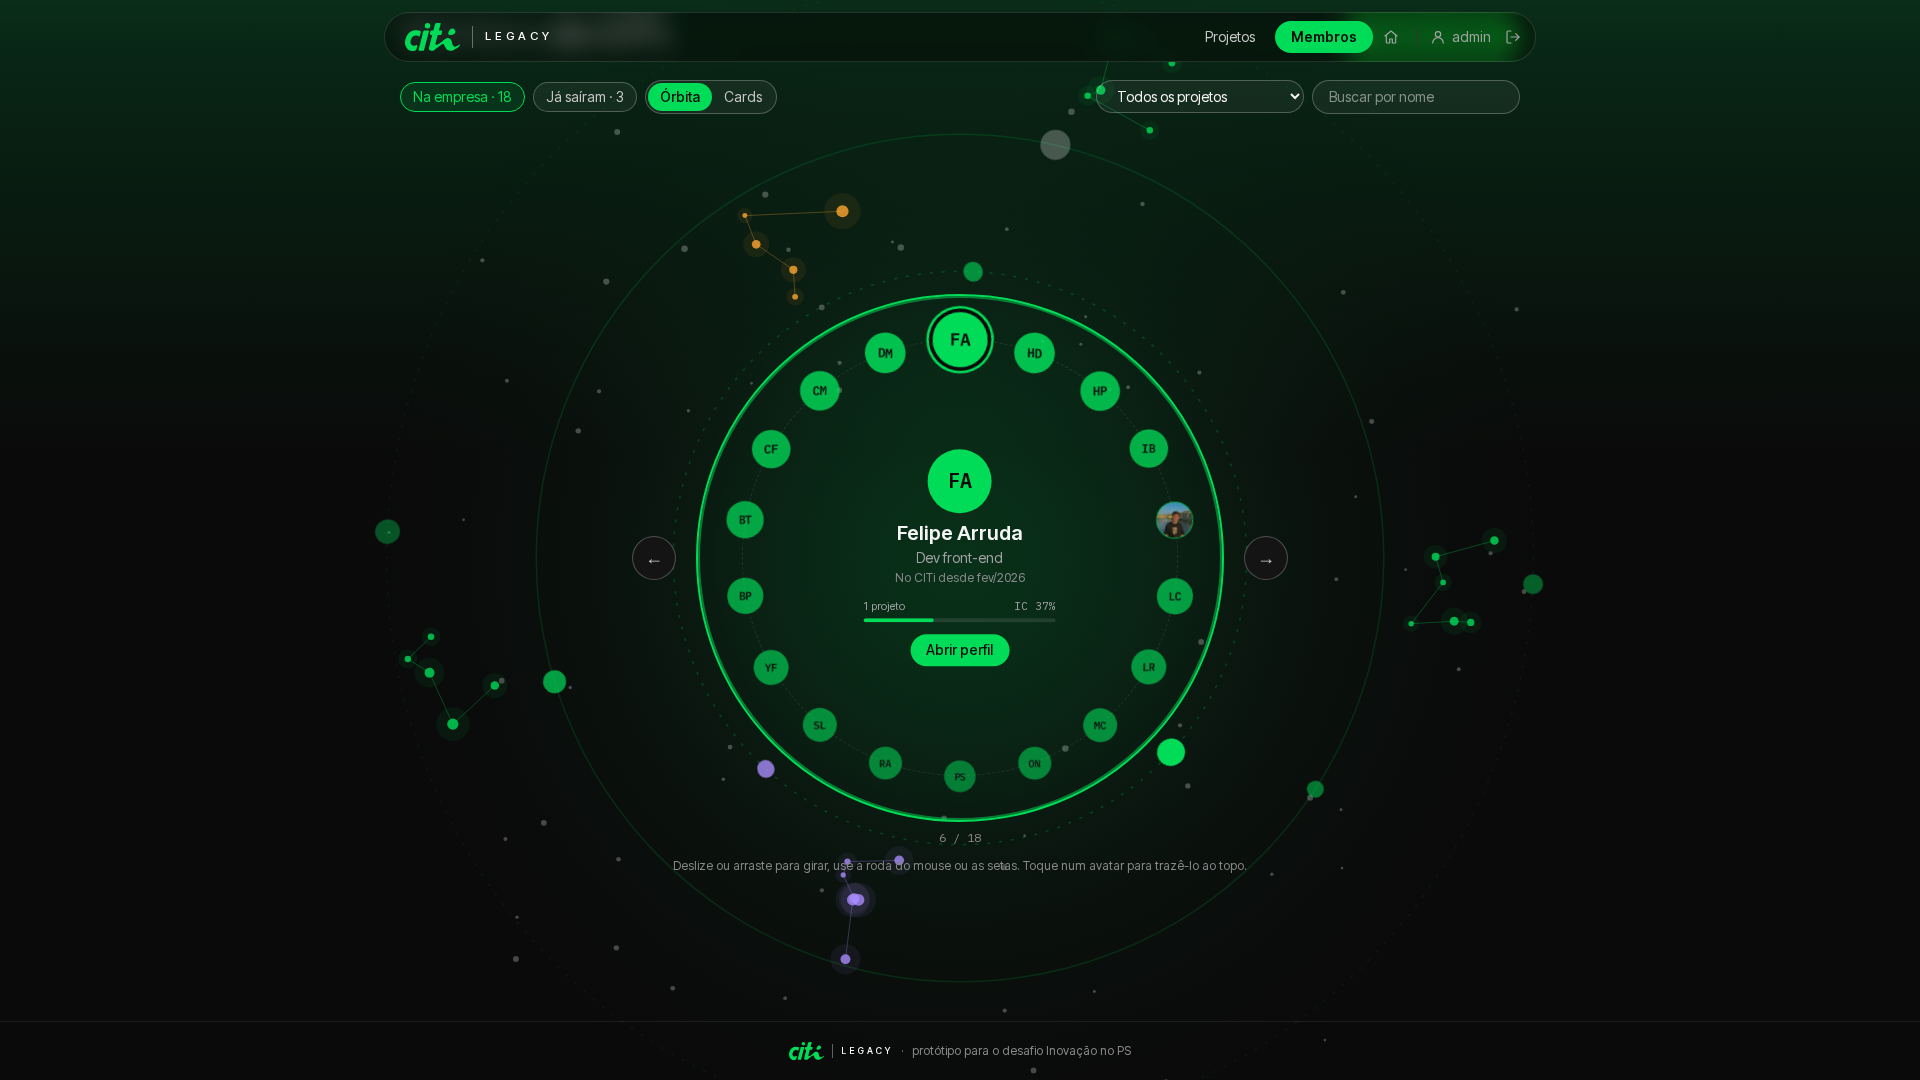 citi LEGACY Projetos Membros admin
Na empresa · 18 Já saíram · 3 Órbita Cards Todos os projetos Buscar por nome
FA
DM HD
CM HP
CF IB
BT
BP LC
YF LR
SL MC
RA ON
PS
FA
Felipe Arruda
Dev front-end
No CITi desde fev/2026
1 projeto IC 37%
Abrir perfil
← →
6 / 18
Deslize ou arraste para girar, use a roda do mouse ou as setas. Toque num avatar para trazê-lo ao topo.
citi LEGACY · protótipo para o desafio Inovação no PS